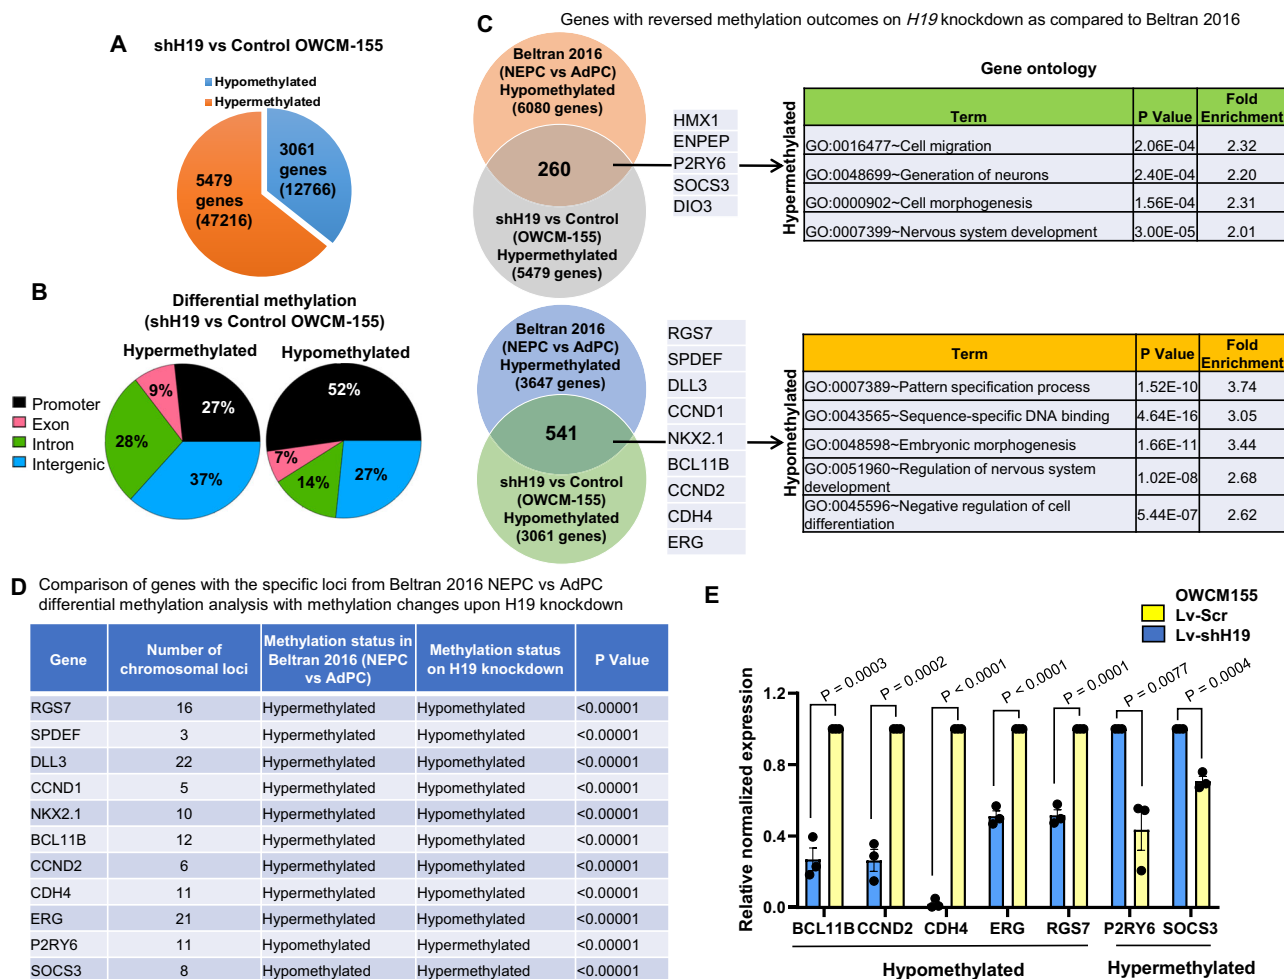 A
shH19 vs Control OWCM-155
Hypomethylated
Hypermethylated
3061
genes
(12766)
5479
genes
(47216)
B
Differential methylation
(shH19 vs Control OWCM-155)
Hypermethylated
Hypomethylated
Promoter
Exon
Intron
Intergenic
9%
27%
28%
37%
52%
7%
14%
27%
C
Genes with reversed methylation outcomes on H19 knockdown as compared to Beltran 2016
Beltran 2016
(NEPC vs AdPC)
Hypomethylated
(6080 genes)
260
shH19 vs Control
(OWCM-155)
Hypermethylated
(5479 genes)
HMX1
ENPEP
P2RY6
SOCS3
DIO3
Gene ontology
Hypermethylated
Term P Value Fold Enrichment
GO:0016477~Cell migration 2.06E-04 2.32
GO:0048699~Generation of neurons 2.40E-04 2.20
GO:0000902~Cell morphogenesis 1.56E-04 2.31
GO:0007399~Nervous system development 3.00E-05 2.01
Beltran 2016
(NEPC vs AdPC)
Hypermethylated
(3647 genes)
541
shH19 vs Control
(OWCM-155)
Hypomethylated
(3061 genes)
RGS7
SPDEF
DLL3
CCND1
NKX2.1
BCL11B
CCND2
CDH4
ERG
Hypomethylated
Term P Value Fold Enrichment
GO:0007389~Pattern specification process 1.52E-10 3.74
GO:0043565~Sequence-specific DNA binding 4.64E-16 3.05
GO:0048598~Embryonic morphogenesis 1.66E-11 3.44
GO:0051960~Regulation of nervous system
development 1.02E-08 2.68
GO:0045596~Negative regulation of cell
differentiation 5.44E-07 2.62
D
Comparison of genes with the specific loci from Beltran 2016 NEPC vs AdPC
differential methylation analysis with methylation changes upon H19 knockdown
Gene Number of chromosomal loci Methylation status in Beltran 2016 (NEPC vs AdPC) Methylation status on H19 knockdown P Value
RGS7 16 Hypermethylated Hypomethylated <0.00001
SPDEF 3 Hypermethylated Hypomethylated <0.00001
DLL3 22 Hypermethylated Hypomethylated <0.00001
CCND1 5 Hypermethylated Hypomethylated <0.00001
NKX2.1 10 Hypermethylated Hypomethylated <0.00001
BCL11B 12 Hypermethylated Hypomethylated <0.00001
CCND2 6 Hypermethylated Hypomethylated <0.00001
CDH4 11 Hypermethylated Hypomethylated <0.00001
ERG 21 Hypermethylated Hypomethylated <0.00001
P2RY6 11 Hypomethylated Hypermethylated <0.00001
SOCS3 8 Hypomethylated Hypermethylated <0.00001
E
OWCM155
Lv-Scr
Lv-shH19
P = 0.0003
P = 0.0002
P < 0.0001
P < 0.0001
P = 0.0001
P = 0.0077
P = 0.0004
Relative normalized expression
1.2
0.8
0.4
0.0
BCL11B CCND2 CDH4 ERG RGS7 P2RY6 SOCS3
Hypomethylated
Hypermethylated